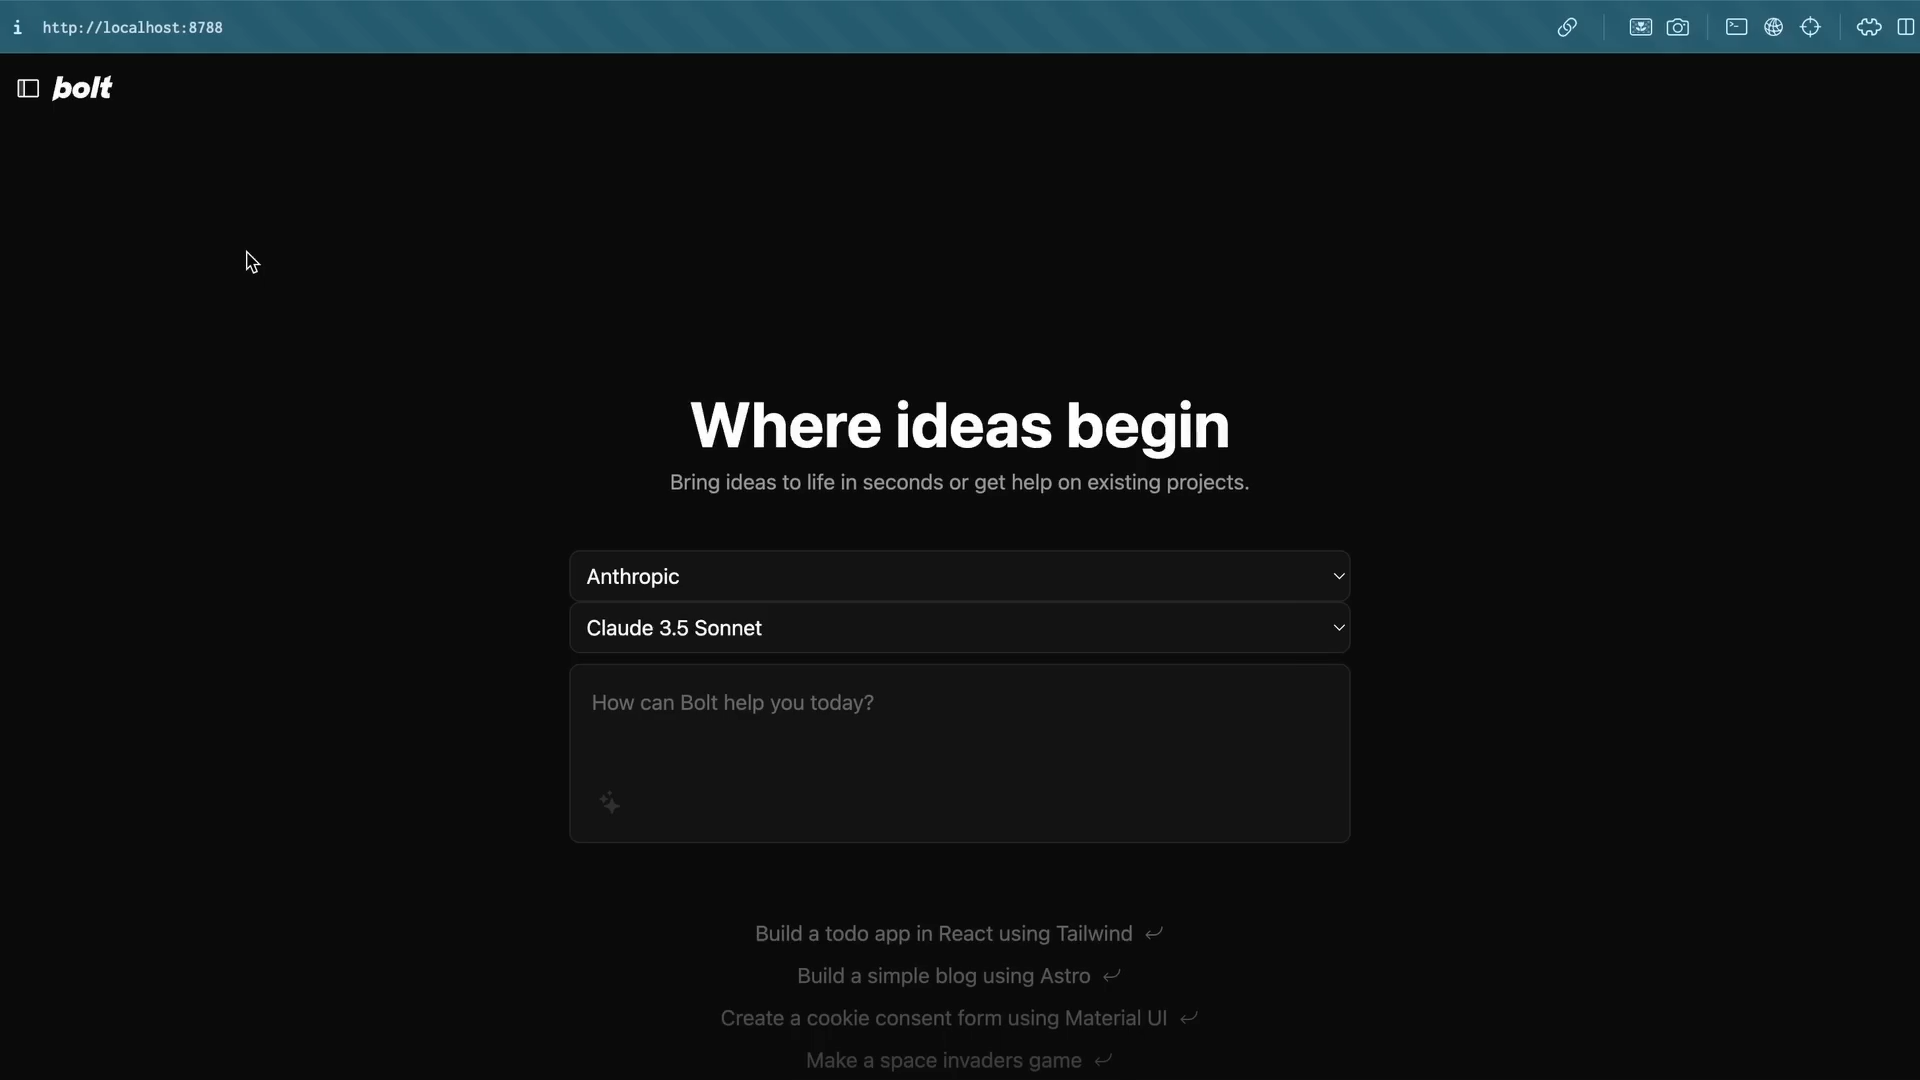 i http://localhost:8788
bolt
Where ideas begin
Bring ideas to life in seconds or get help on existing projects.
Anthropic
Claude 3.5 Sonnet
How can Bolt help you today?
Build a todo app in React using Tailwind
Build a simple blog using Astro
Create a cookie consent form using Material UI
Make a space invaders game